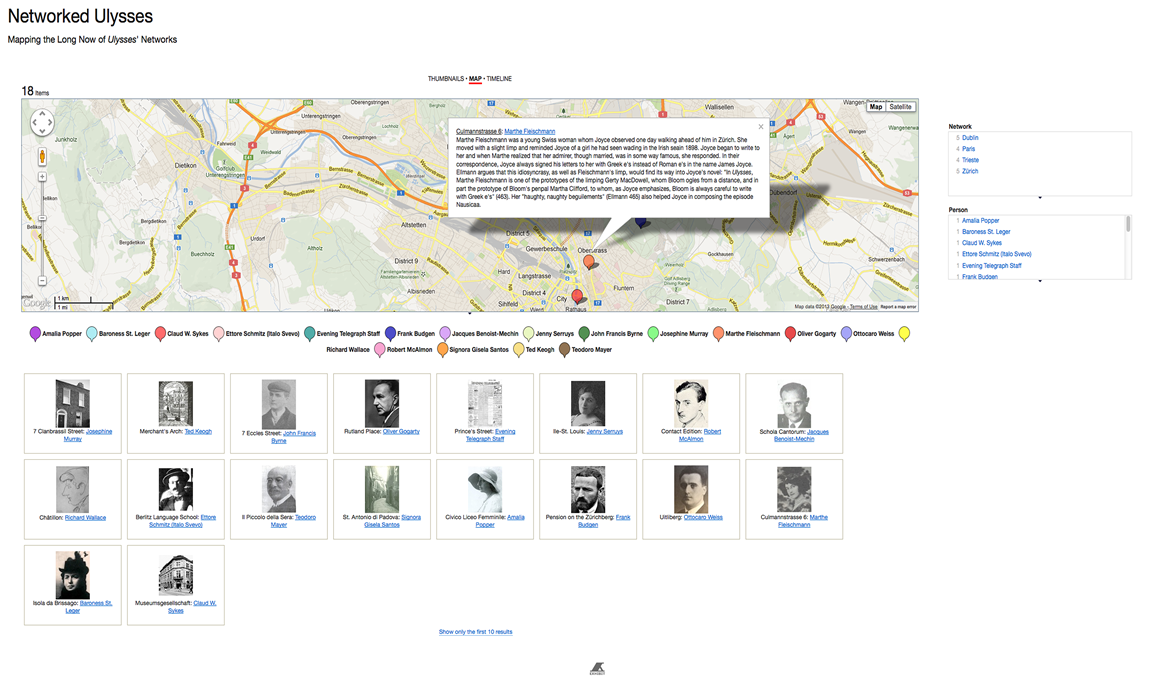 Networked Ulysses
Mapping the Long Now of Ulysses' Networks
THUMBNAILS • MAP • TIMELINE
18 Items
Map Satellite
Culmannstrasse 6: Marthe Fleischmann
Marthe Fleischmann was a young Swiss woman whom Joyce observed one day walking ahead of him in Zürich. She
moved with a slight limp and reminded Joyce of a girl he had seen wading in the Irish sea in 1898. Joyce began to write to
her and when Marthe realized that her admirer, though married, was in some way famous, she responded. In their
correspondence, Joyce always signed his letters to her with Greek e's instead of Roman e's in the name James Joyce.
Ellmann argues that this idiosyncrasy, as well as Fleischmann's limp, would find its way into Joyce's novel: "in Ulysses,
Marthe Fleischmann is one of the prototypes of the limping Gerty MacDowell, whom Bloom ogles from a distance, and in
part the prototype of Bloom's penpal Martha Clifford, to whom, as Joyce emphasizes, Bloom is always careful to write
with Greek e's" (463). Her "haughty, naughty beguilements" (Ellmann 465) also helped Joyce in composing the episode
Nausicaa.
Oberengstringen
Wallisellen
Junkholz
Fahrweid
Weslwald
Dietikon
Golfclub
Unterengstringen
Bellikon
Urdorf
Altstetten
District 5
Dübendorf
Bergdietikon
Buechhoger
Altholz
District 9
Gewerbeschule
Oberstrass
Gockhausen
Schwerzenbach
Hard
Langstrasse
Albisrieden
District 4
City
Fluntern
District 7
Sihlfeld
Rathaus
Google
1 km
1 mi
Map data ©2013 Google - Terms of Use Report a map error
Network
5 Dublin
4 Paris
4 Trieste
5 Zürich
Person
1 Amalia Popper
1 Baroness St. Leger
1 Claud W. Sykes
1 Ettore Schmitz (Italo Svevo)
1 Evening Telegraph Staff
1 Frank Budgen
Amalia Popper Baroness St. Leger Claud W. Sykes Ettore Schmitz (Italo Svevo) Evening Telegraph Staff Frank Budgen Jacques Benoist-Mechin Jenny Serruys John Francis Byrne Josephine Murray Marthe Fleischmann Oliver Gogarty Ottocaro Weiss
Richard Wallace Robert McAlmon Signora Gisela Santos Ted Keogh Teodoro Mayer
7 Clanbrassil Street: Josephine
Murray
Merchant's Arch: Ted Keogh
7 Eccles Street: John Francis
Byrne
Rutland Place: Oliver Gogarty
Prince's Street: Evening
Telegraph Staff
Ile-St. Louis: Jenny Serruys
Contact Edition: Robert
McAlmon
Schola Cantorum: Jacques
Benoist-Mechin
Châtillon: Richard Wallace
Berlitz Language School: Ettore
Schmitz (Italo Svevo)
Il Piccolo della Sera: Teodoro
Mayer
St. Antonio di Padova: Signora
Gisela Santos
Civico Liceo Femminile: Amalia
Popper
Pension on the Zürichberg: Frank
Budgen
Uitliberg: Ottocaro Weiss
Culmannstrasse 6: Marthe
Fleischmann
Isola da Brissago: Baroness St.
Leger
Museumsgesellschaft: Claud W.
Sykes
Show only the first 10 results
EXHIBIT